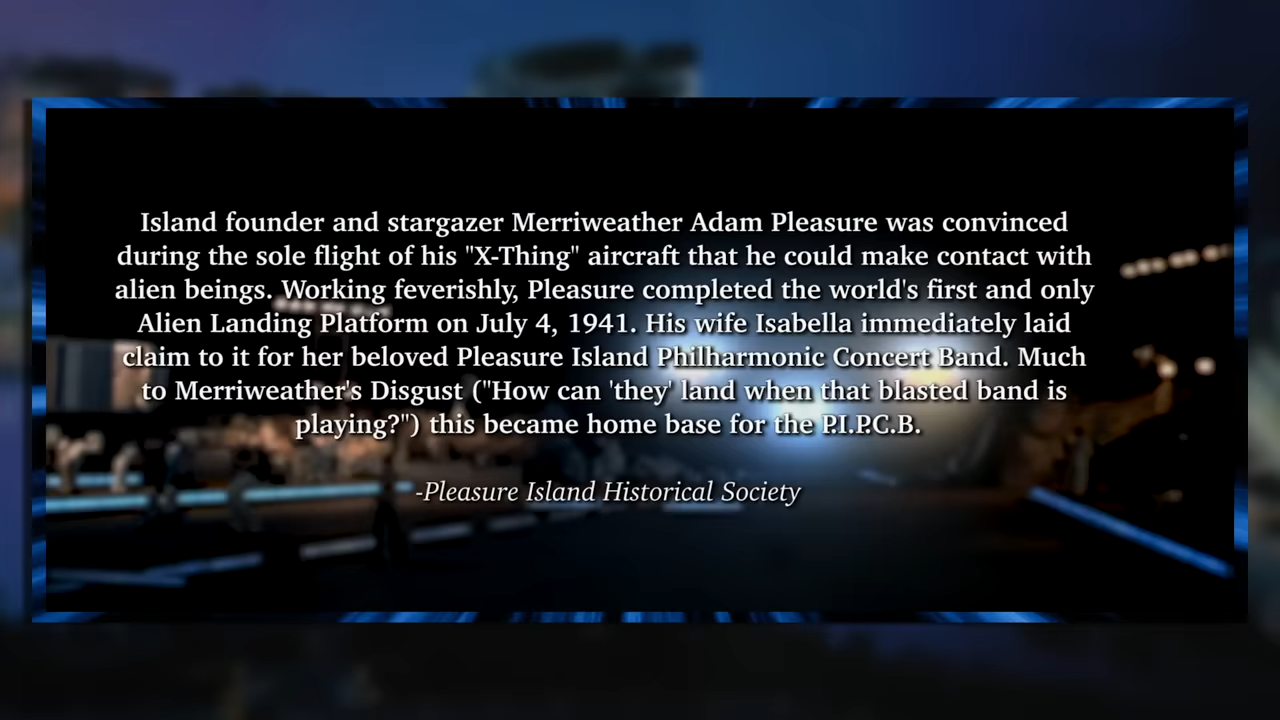 Island founder and stargazer Merriweather Adam Pleasure was convinced
during the sole flight of his "X-Thing" aircraft that he could make contact with
alien beings. Working feverishly, Pleasure completed the world's first and only
Alien Landing Platform on July 4, 1941. His wife Isabella immediately laid
claim to it for her beloved Pleasure Island Philharmonic Concert Band. Much
to Merriweather's Disgust ("How can 'they' land when that blasted band is
playing?") this became home base for the P.I.P.C.B.
-Pleasure Island Historical Society